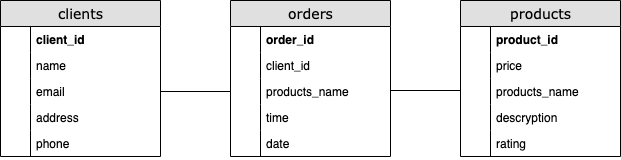 clients
client_id
name
email
address
phone
orders
order_id
client_id
products_name
time
date
products
product_id
price
products_name
descryption
rating